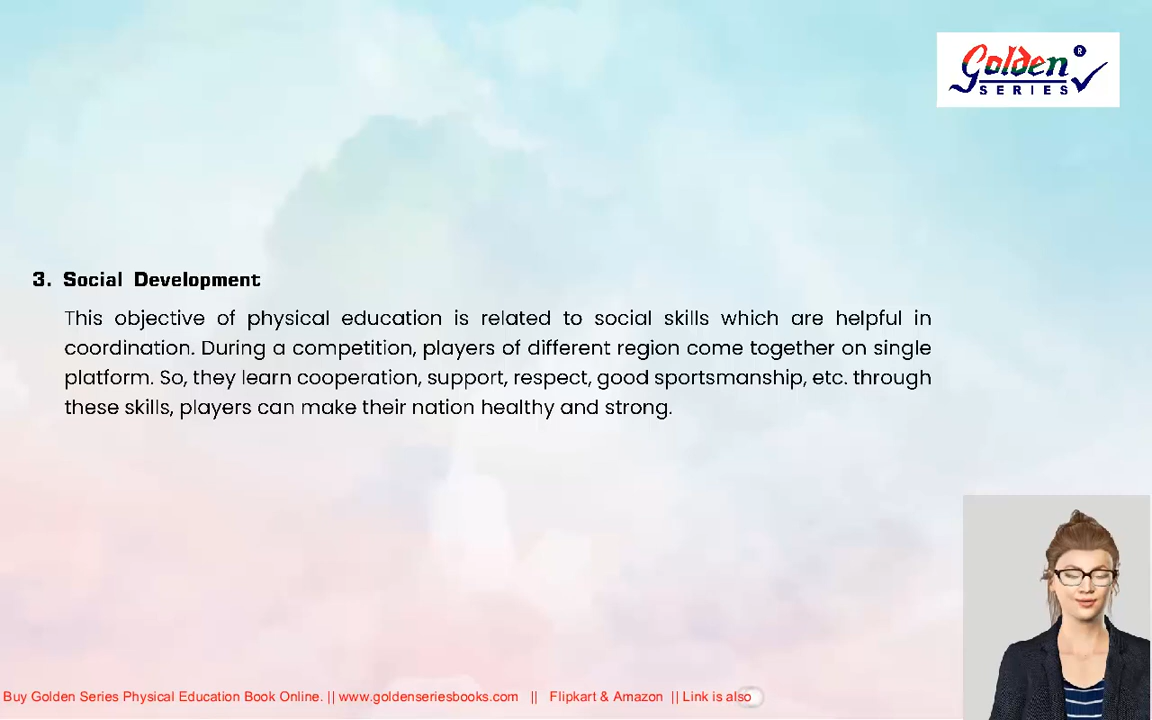 Golden ®
SERIES
3. Social Development
This objective of physical education is related to social skills which are helpful in
coordination. During a competition, players of different region come together on single
platform. So, they learn cooperation, support, respect, good sportsmanship, etc. through
these skills, players can make their nation healthy and strong.
Buy Golden Series Physical Education Book Online. || www.goldenseriesbooks.com || Flipkart & Amazon || Link is also